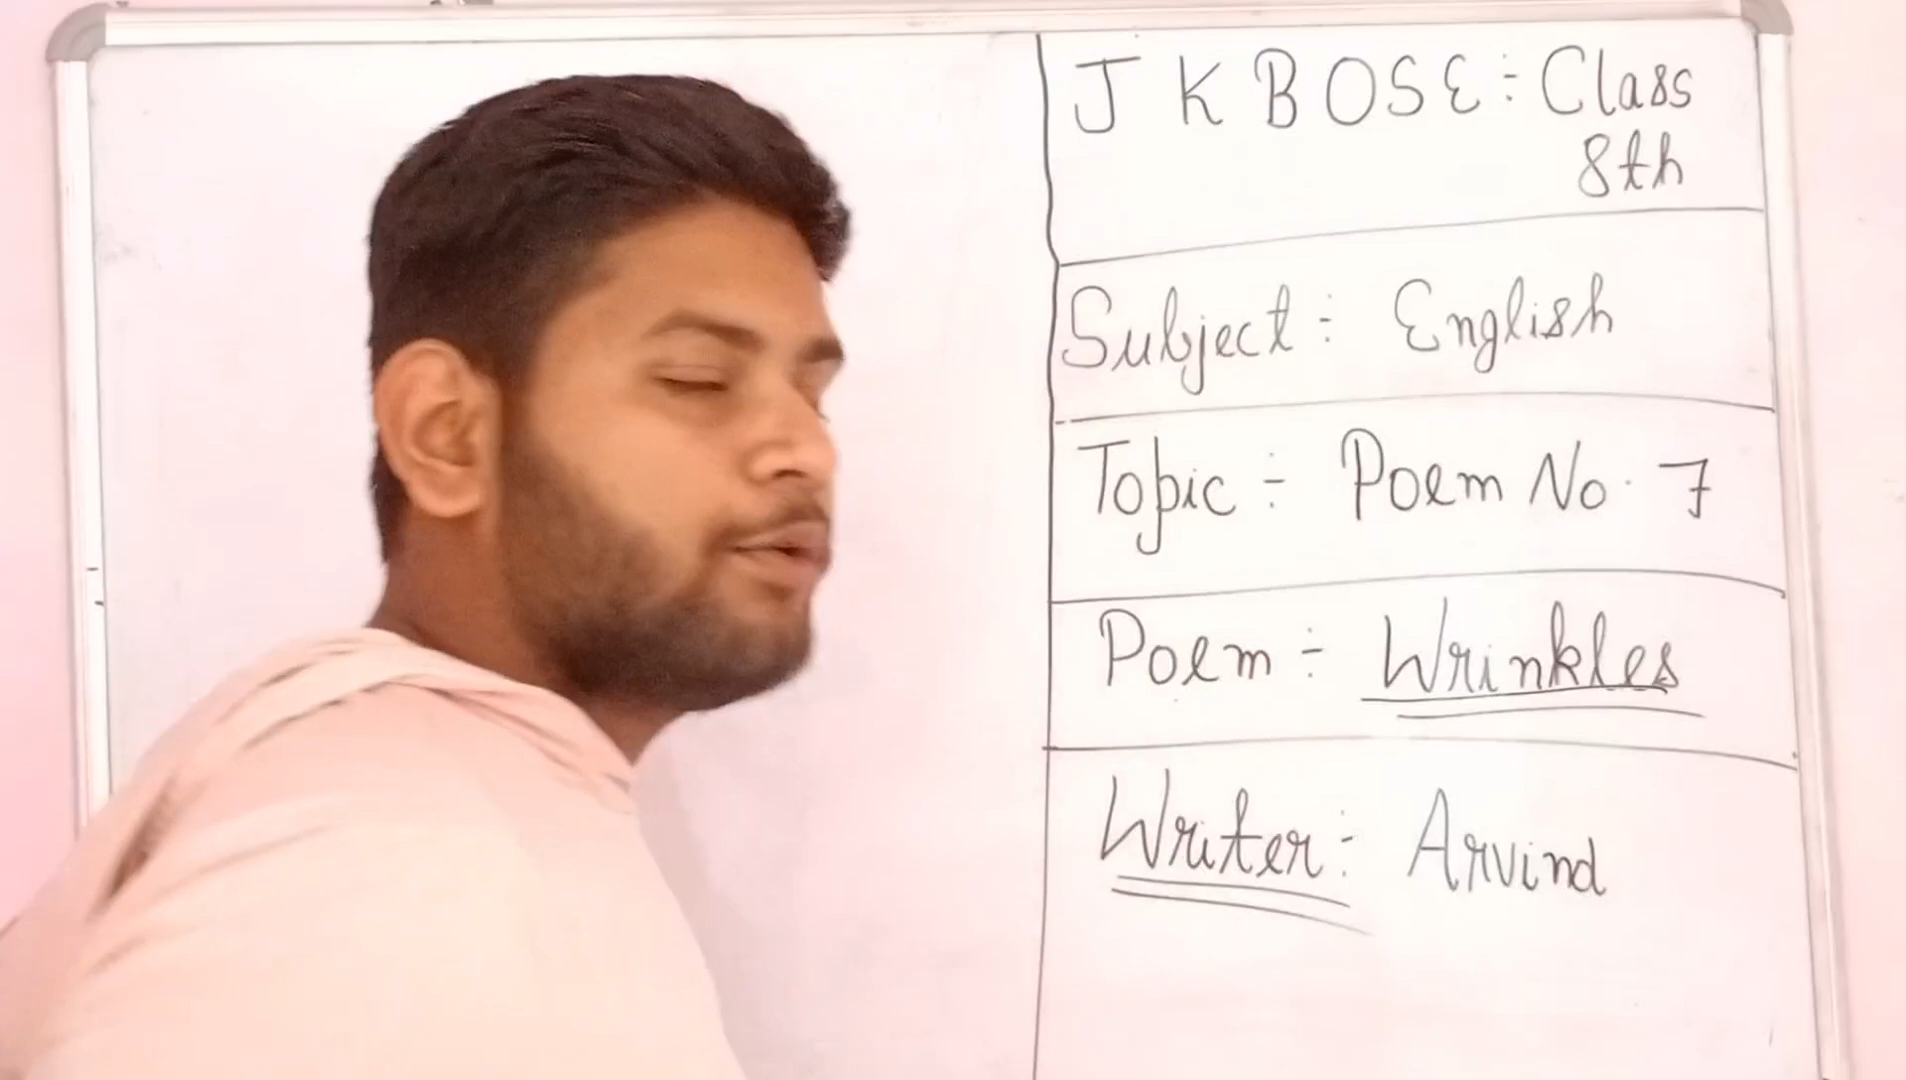 J K B O S E :- Class
8th
Subject :- English
Topic :- Poem No. 7
Poem :- Wrinkles
Writer :- Arvind